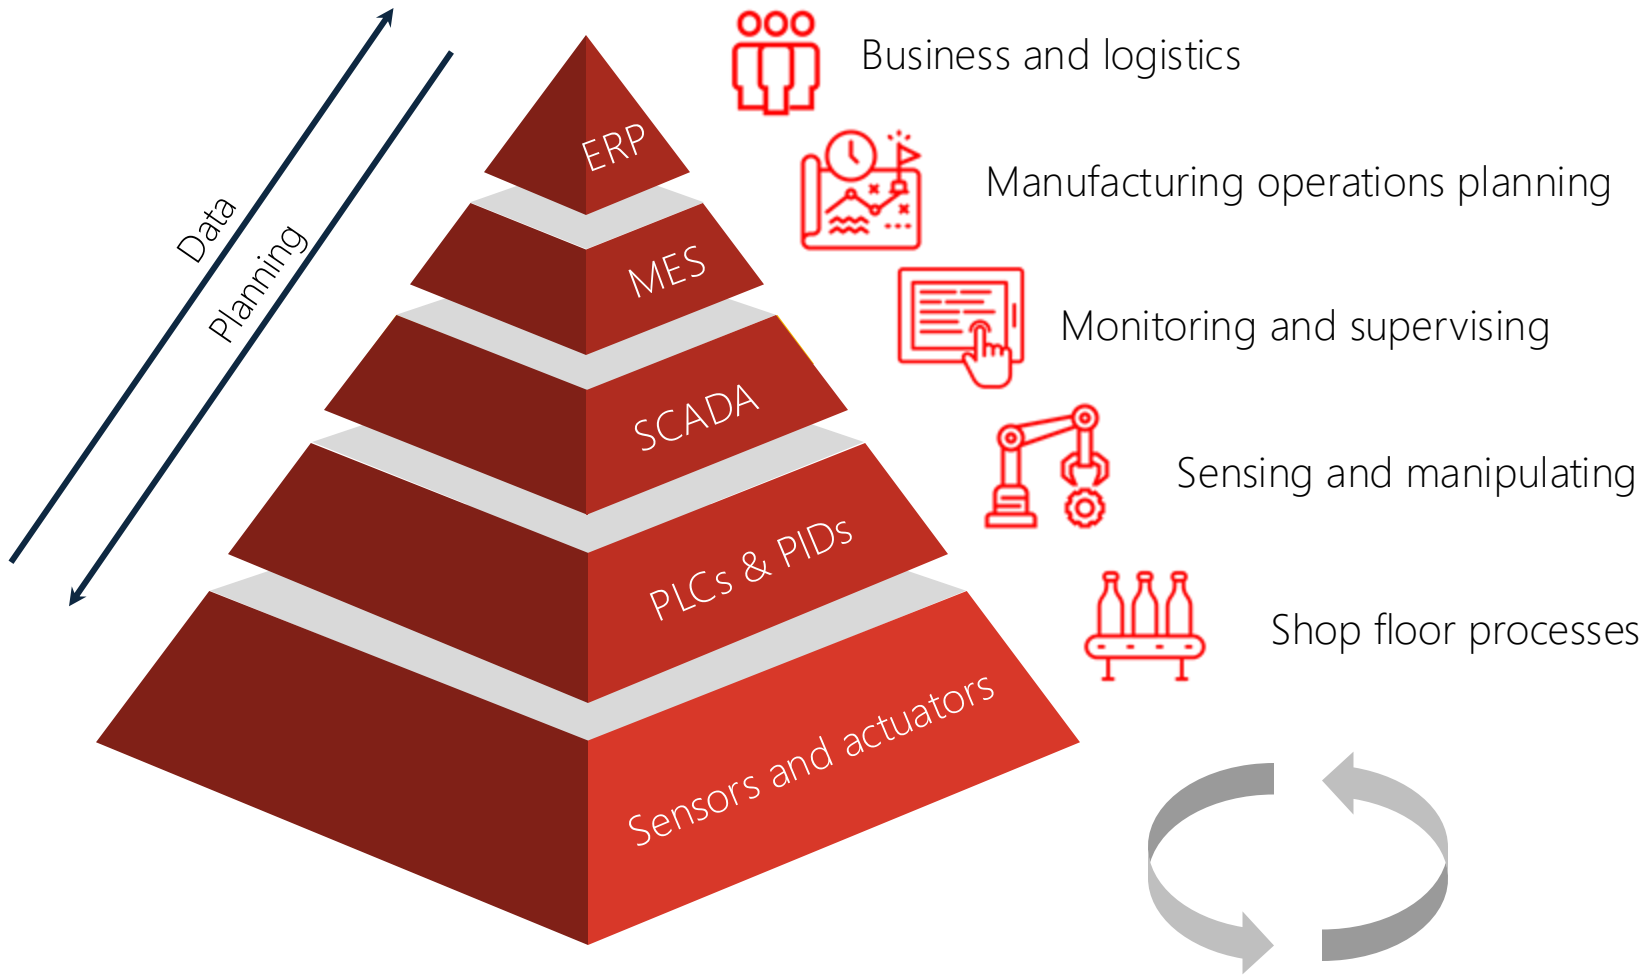 Business and logistics
ERP
Manufacturing operations planning
Data
Planning
MES
Monitoring and supervising
SCADA
Sensing and manipulating
PLCs & PIDs
Shop floor processes
Sensors and actuators